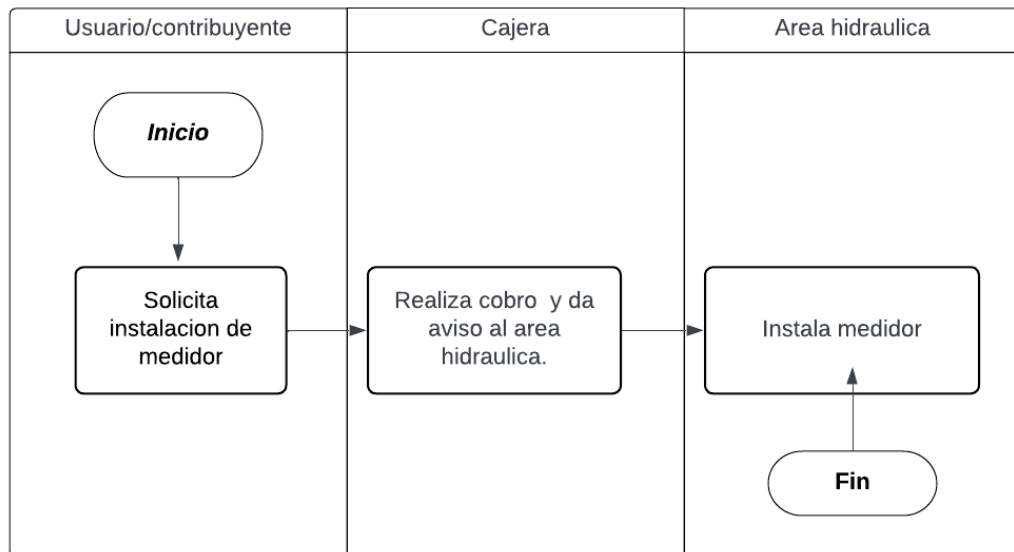 Usuario/contribuyente
Cajera
Area hidraulica
Inicio
Solicita
instalacion de
medidor
Realiza cobro y da
aviso al area
hidraulica.
Instala medidor
Fin